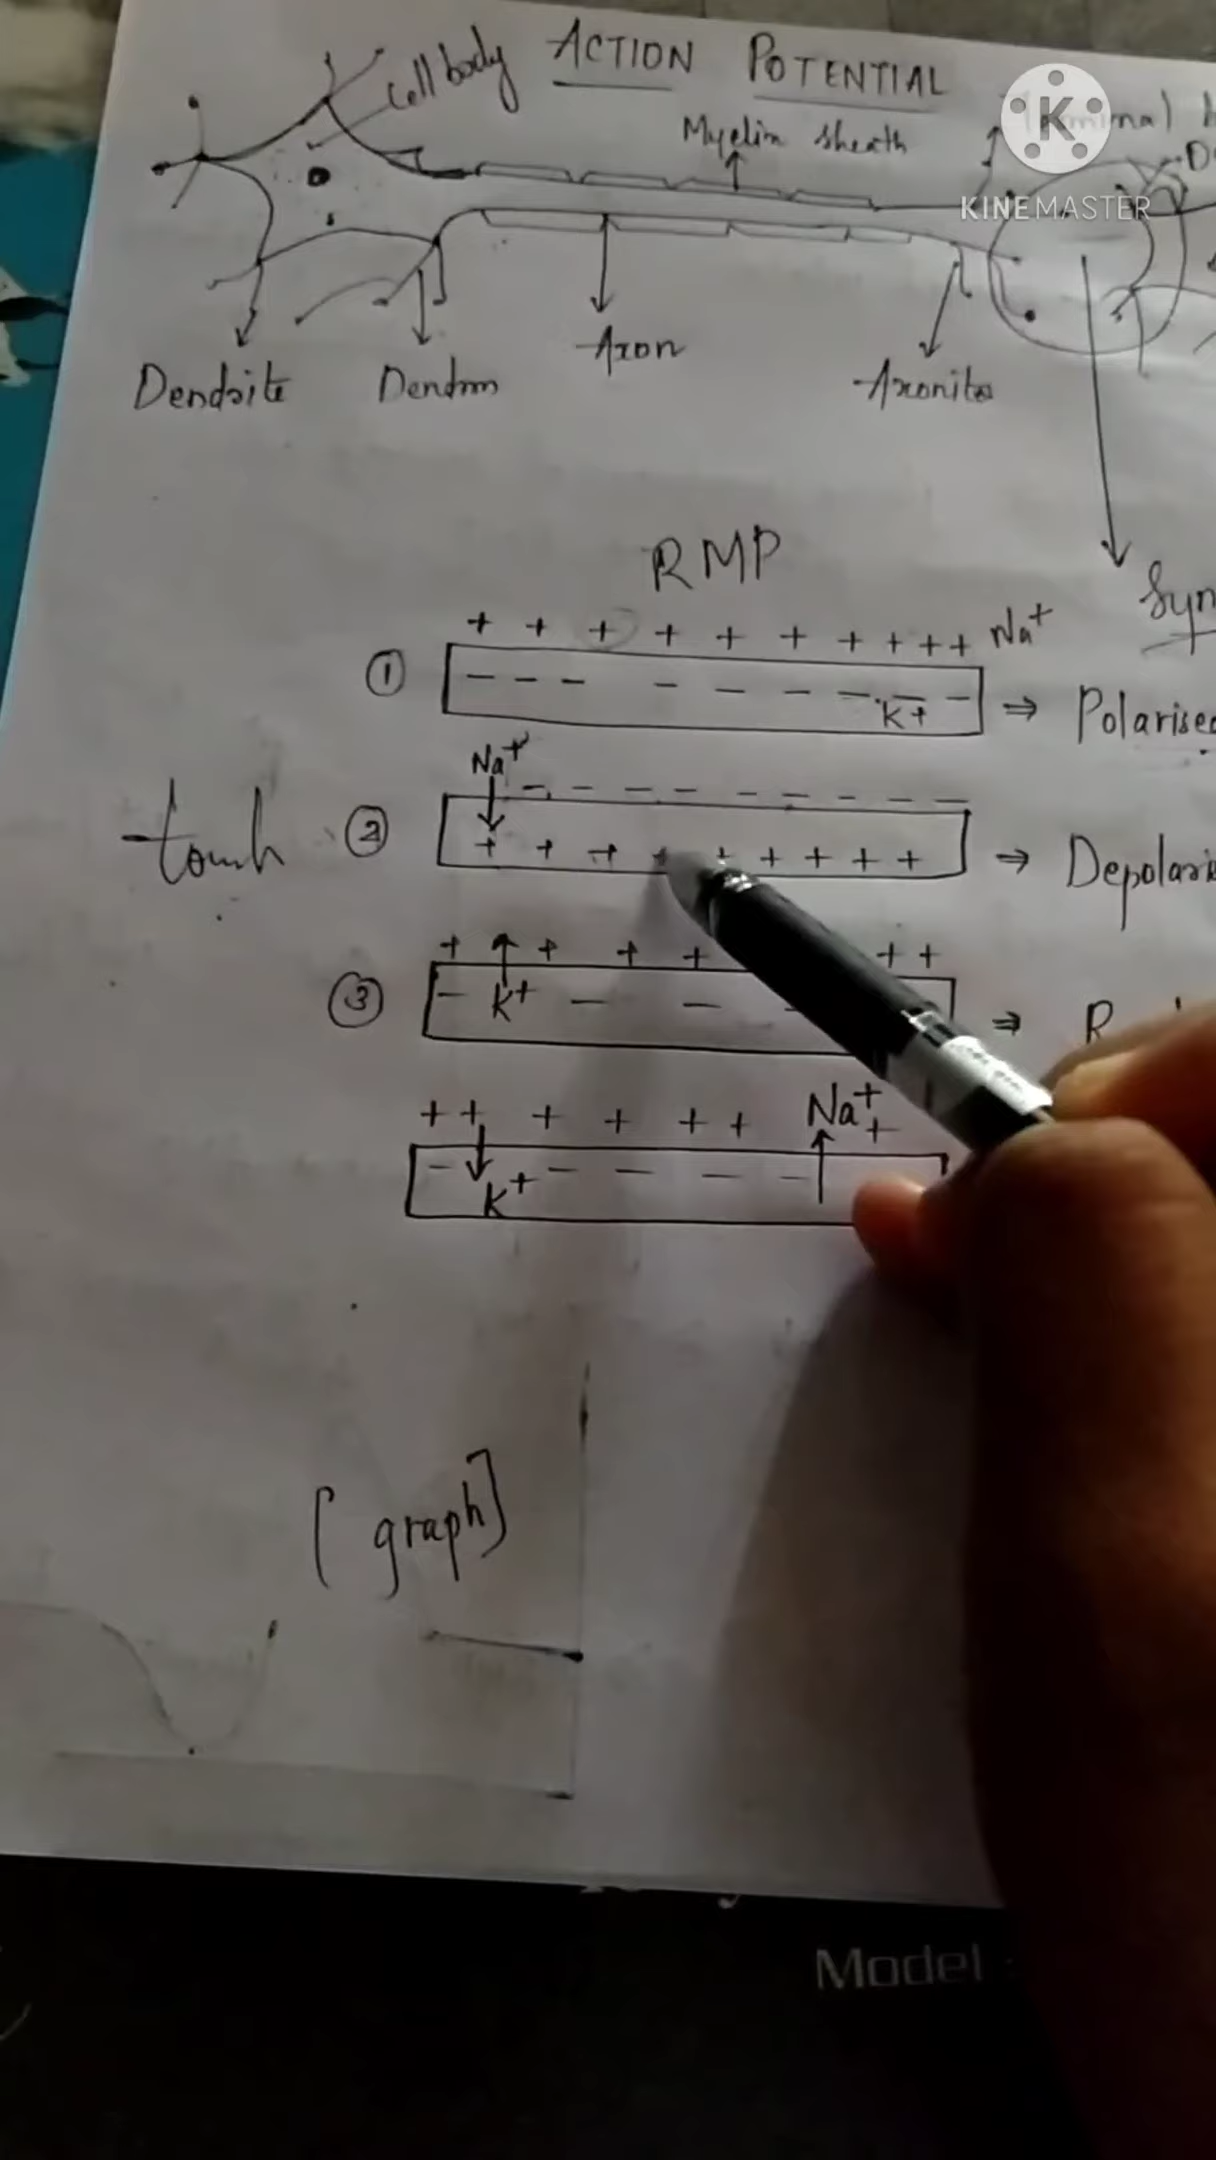 Cell body ACTION POTENTIAL
Myelin sheath
KINEMASTER
Dendrite Dendron Axon Axonite
RMP
+ + + + + + + + + + Na+
① - - - - - - - - - K+ ⇒ Polarised
Na+ - - - - - - - - -
touch ② + + + + + + + + + ⇒
+ + + + + +
③ - K+ - - - ⇒ R
+ + + + + + Na+ +
- K+ - - - -
[graph]
Model